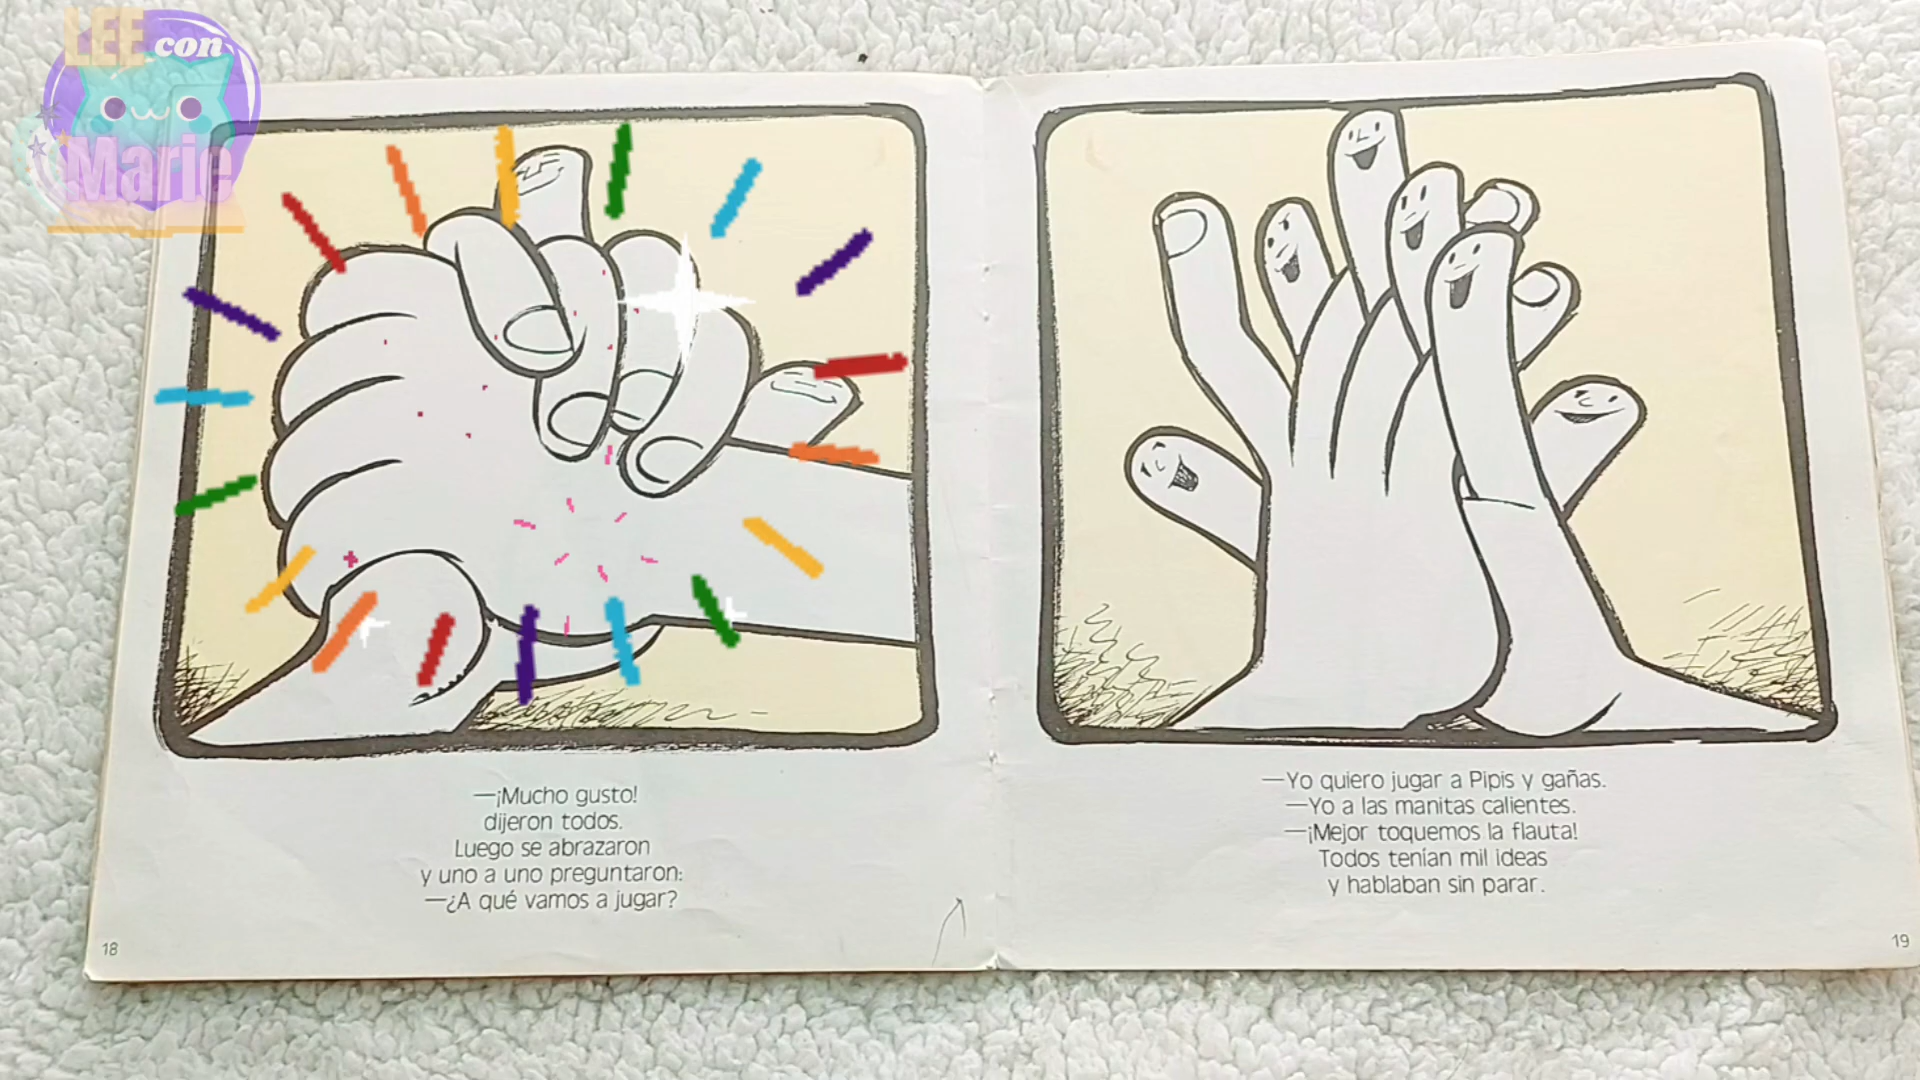 LEE con
Marie
—¡Mucho gusto!
dijeron todos.
Luego se abrazaron
y uno a uno preguntaron:
—¿A qué vamos a jugar?
18
—Yo quiero jugar a Pipis y gañas.
—Yo a las manitas calientes.
—¡Mejor toquemos la flauta!
Todos tenían mil ideas
y hablaban sin parar.
19